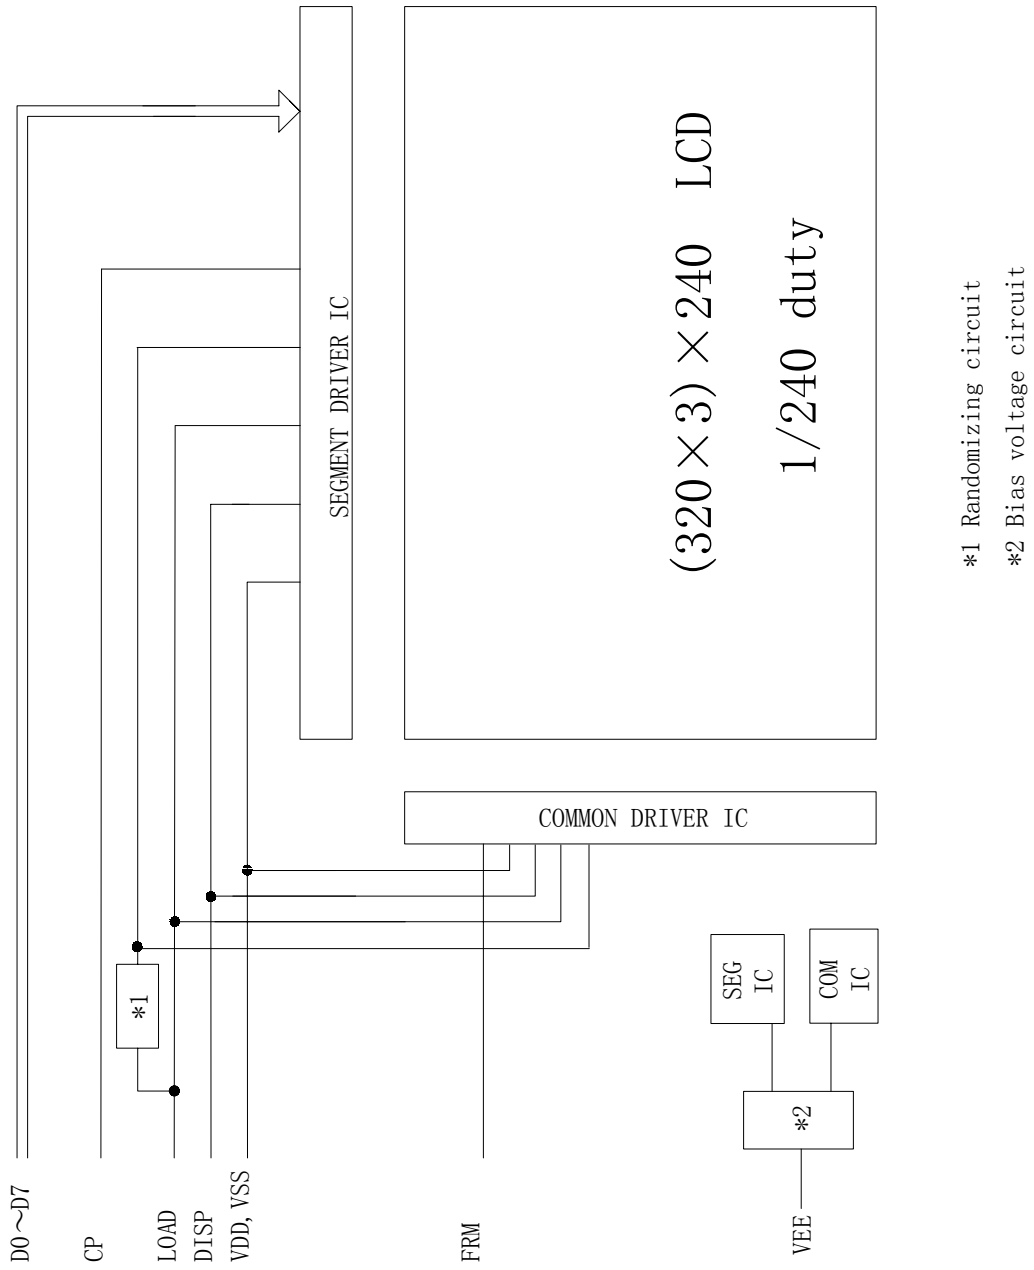 D0～D7
CP
LOAD
DISP
VDD, VSS
FRM
VEE
*1
*2
SEG
IC
COM
IC
SEGMENT DRIVER IC
COMMON DRIVER IC
(320×3)×240 LCD
1/240 duty
*1 Randomizing circuit
*2 Bias voltage circuit